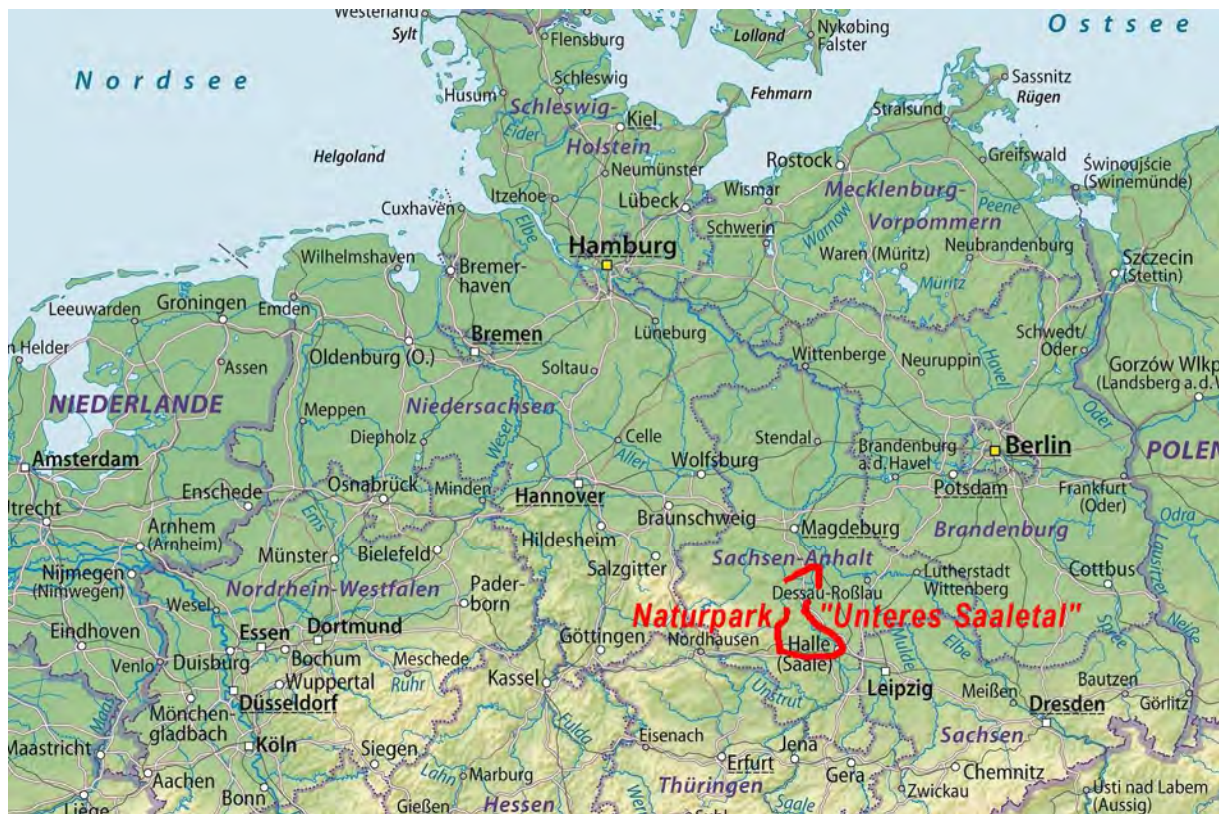 Westerland
Sylt
Flensburg
Lolland
Nykøbing
Falster
Ostsee
Nordsee
Schleswig
Husum
Schleswig-
Holstein
Eider
Kiel
Fehmarn
Sassnitz
Rügen
Stralsund
Helgoland
Neumünster
Rostock
Greifswald
Świnoujście
(Swinemünde)
Itzehoe
Lübeck
Wismar
Mecklenburg-
Vorpommern
Peene
Cuxhaven
Elbe
Schwerin
Warnow
Hamburg
Waren (Müritz)
Neubrandenburg
Szczecin
(Stettin)
Wilhelmshaven
Bremer-
haven
Müritz
Leeuwarden
Groningen
Emden
Lüneburg
Schwedt/
Oder
n Helder
Assen
Oldenburg (O.)
Bremen
Soltau
Wittenberge
Neuruppin
Havel
Gorzów Wlkp
(Landsberg a.d.W
NIEDERLANDE
Meppen
Niedersachsen
Weser
Oder
Diepholz
Celle
Aller
Stendal
Brandenburg
a.d. Havel
Berlin
POLEN
Amsterdam
Wolfsburg
Enschede
Osnabrück
Minden
Hannover
Potsdam
Frankfurt
(Oder)
Utrecht
Arnhem
(Arnheim)
Ems
Braunschweig
Magdeburg
Brandenburg
Odra
Münster
Bielefeld
Hildesheim
Sachsen-Anhalt
Lausitzer
Neiße
Nijmegen
(Nimwegen)
Nordrhein-Westfalen
Pader-
born
Salzgitter
Lutherstadt
Wittenberg
Cottbus
Wesel
Dessau-Roßlau
Naturpark "Unteres Saaletal"
Eindhoven
Essen
Dortmund
Göttingen
Nordhausen
Halle
(Saale)
Mulde
Elbe
Spree
Venlo
Duisburg
Bochum
Wuppertal
Meschede
Ruhr
Kassel
Unstrut
Leipzig
Meißen
Bautzen
Görlitz
Maas
Mönchen-
gladbach
Düsseldorf
Dresden
Maastricht
Köln
Siegen
Fulda
Eisenach
Erfurt
Jena
Sachsen
Aachen
Lahn
Marburg
Thüringen
Gera
Chemnitz
Liège
Bonn
Gießen
Hessen
Wer
Saale
Zwickau
Usti nad Labem
(Aussig)